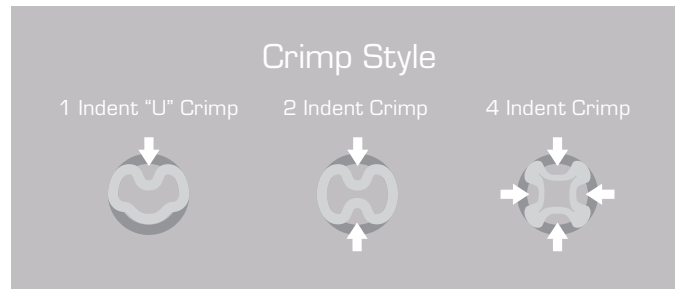 Crimp Style
1 Indent “U” Crimp 2 Indent Crimp 4 Indent Crimp